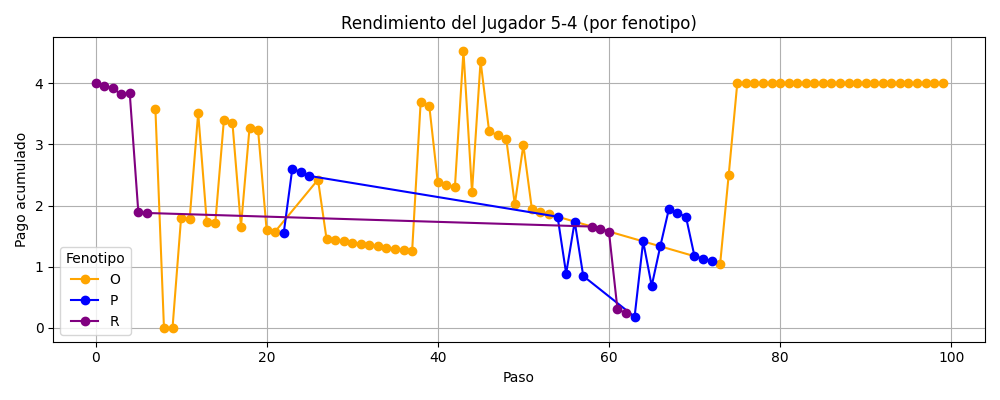 Rendimiento del Jugador 5-4 (por fenotipo)
Pago acumulado
4
3
2
1
0
Fenotipo
O
P
R
0 20 40 60 80 100
Paso